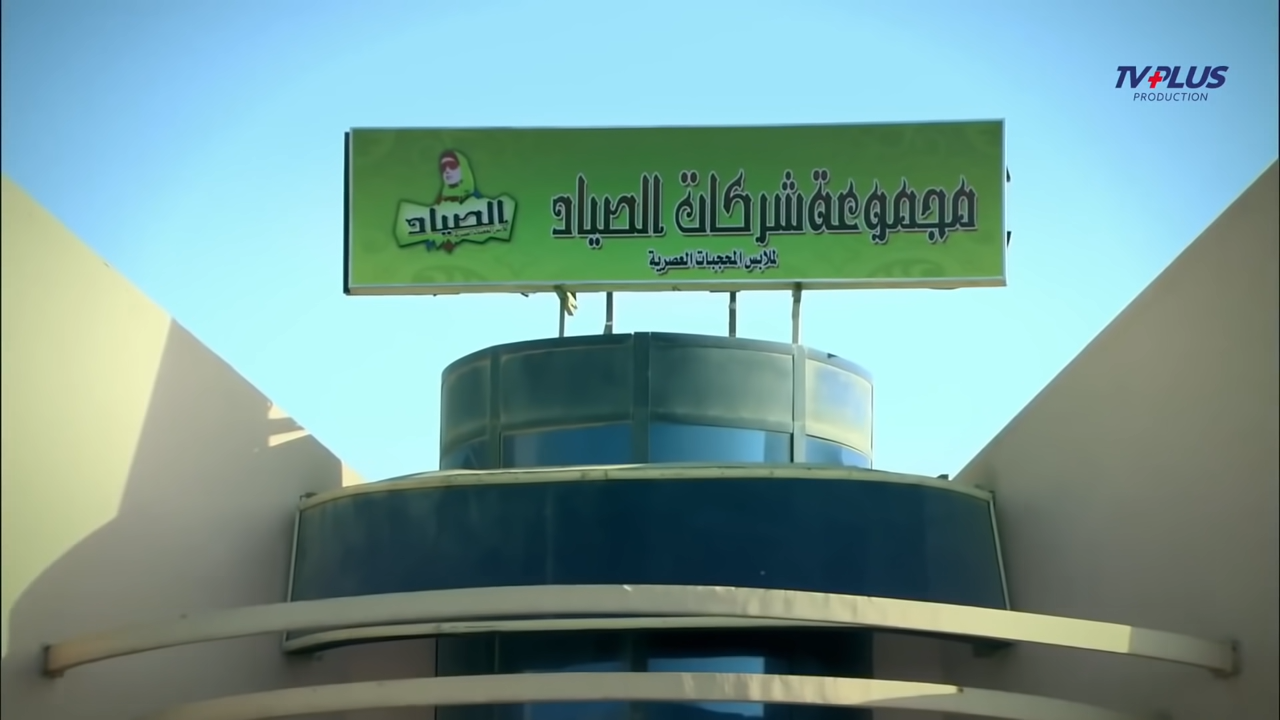 TV PLUS
PRODUCTION
مجموعة شركات الصياد
لملابس المحجبات العصرية
الصياد